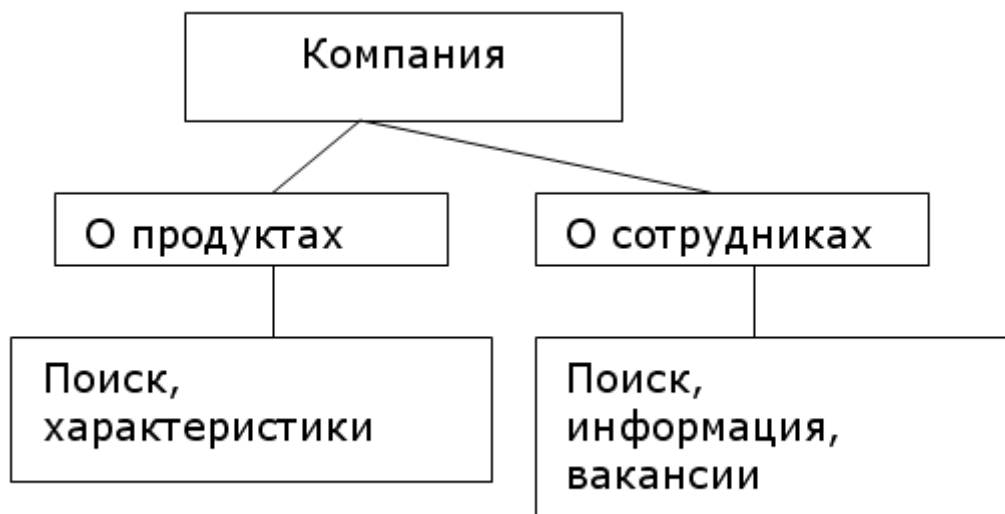 Компания
О продуктах
О сотрудниках
Поиск,
характеристики
Поиск,
информация,
вакансии